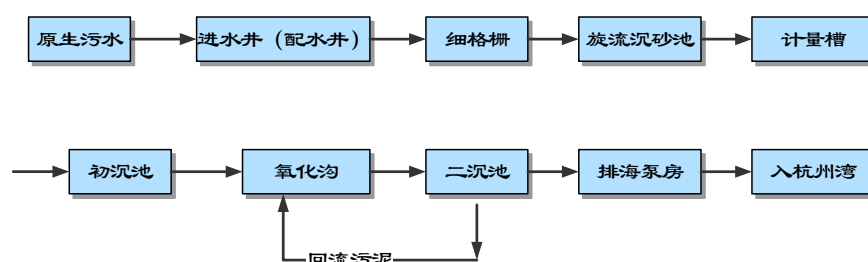 原生污水
进水井（配水井）
细格栅
旋流沉砂池
计量槽
初沉池
氧化沟
二沉池
排海泵房
入杭州湾
回流污泥